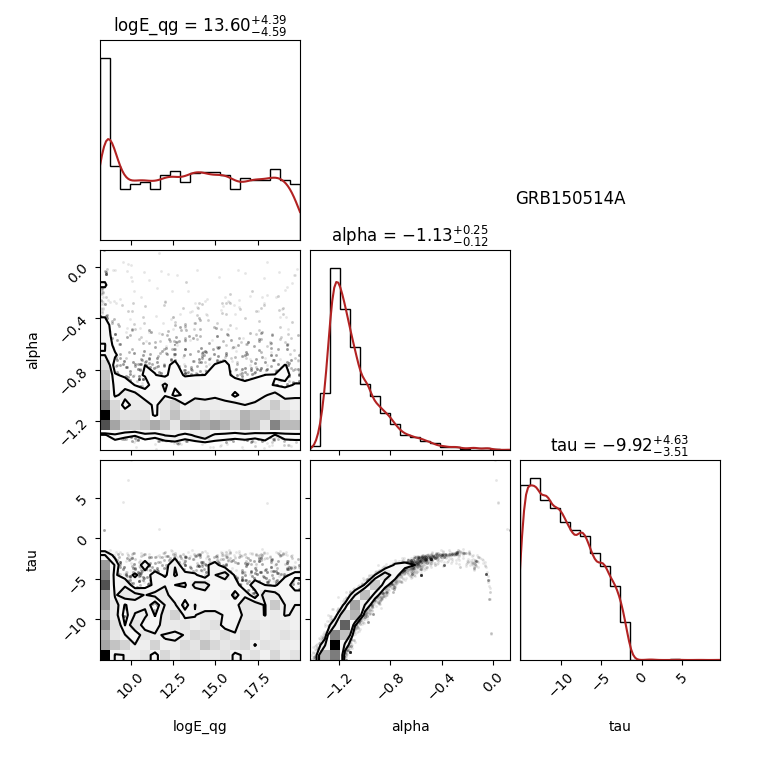 logE_qg = 13.60+4.39−4.59
GRB150514A
alpha = −1.13+0.25−0.12
0.0
−0.4
−0.8
−1.2
alpha
tau = −9.92+4.63−3.51
5
0
−5
−10
tau
10.0 12.5 15.0 17.5 −1.2 −0.8 −0.4 0.0 −10 −5 0 5
logE_qg alpha tau